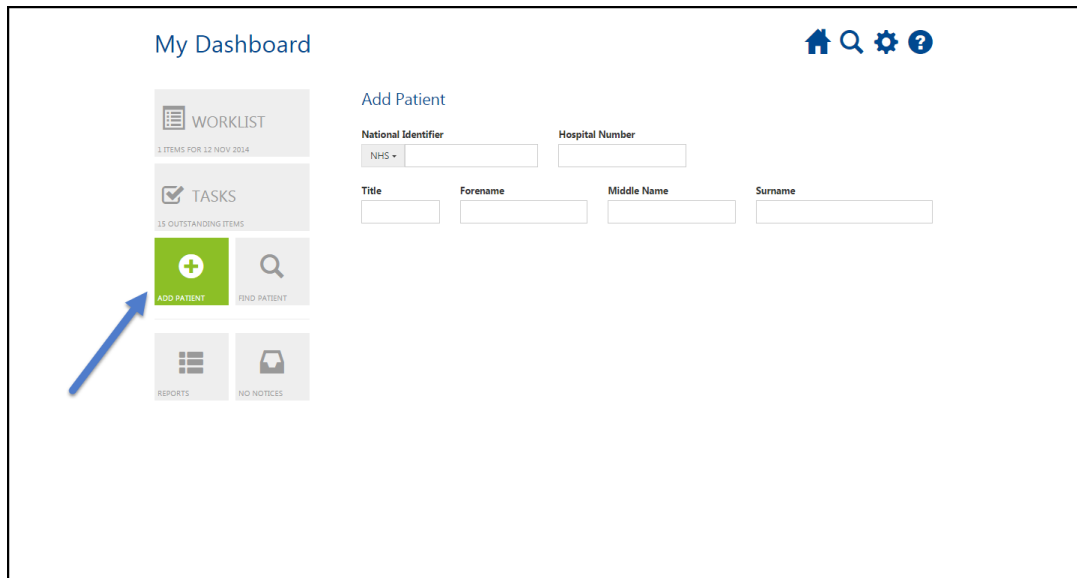 My Dashboard
WORKLIST
1 ITEMS FOR 12 NOV 2014
TASKS
15 OUTSTANDING ITEMS
ADD PATIENT
FIND PATIENT
REPORTS
NO NOTICES
Add Patient
National Identifier
Hospital Number
NHS
Title
Forename
Middle Name
Surname